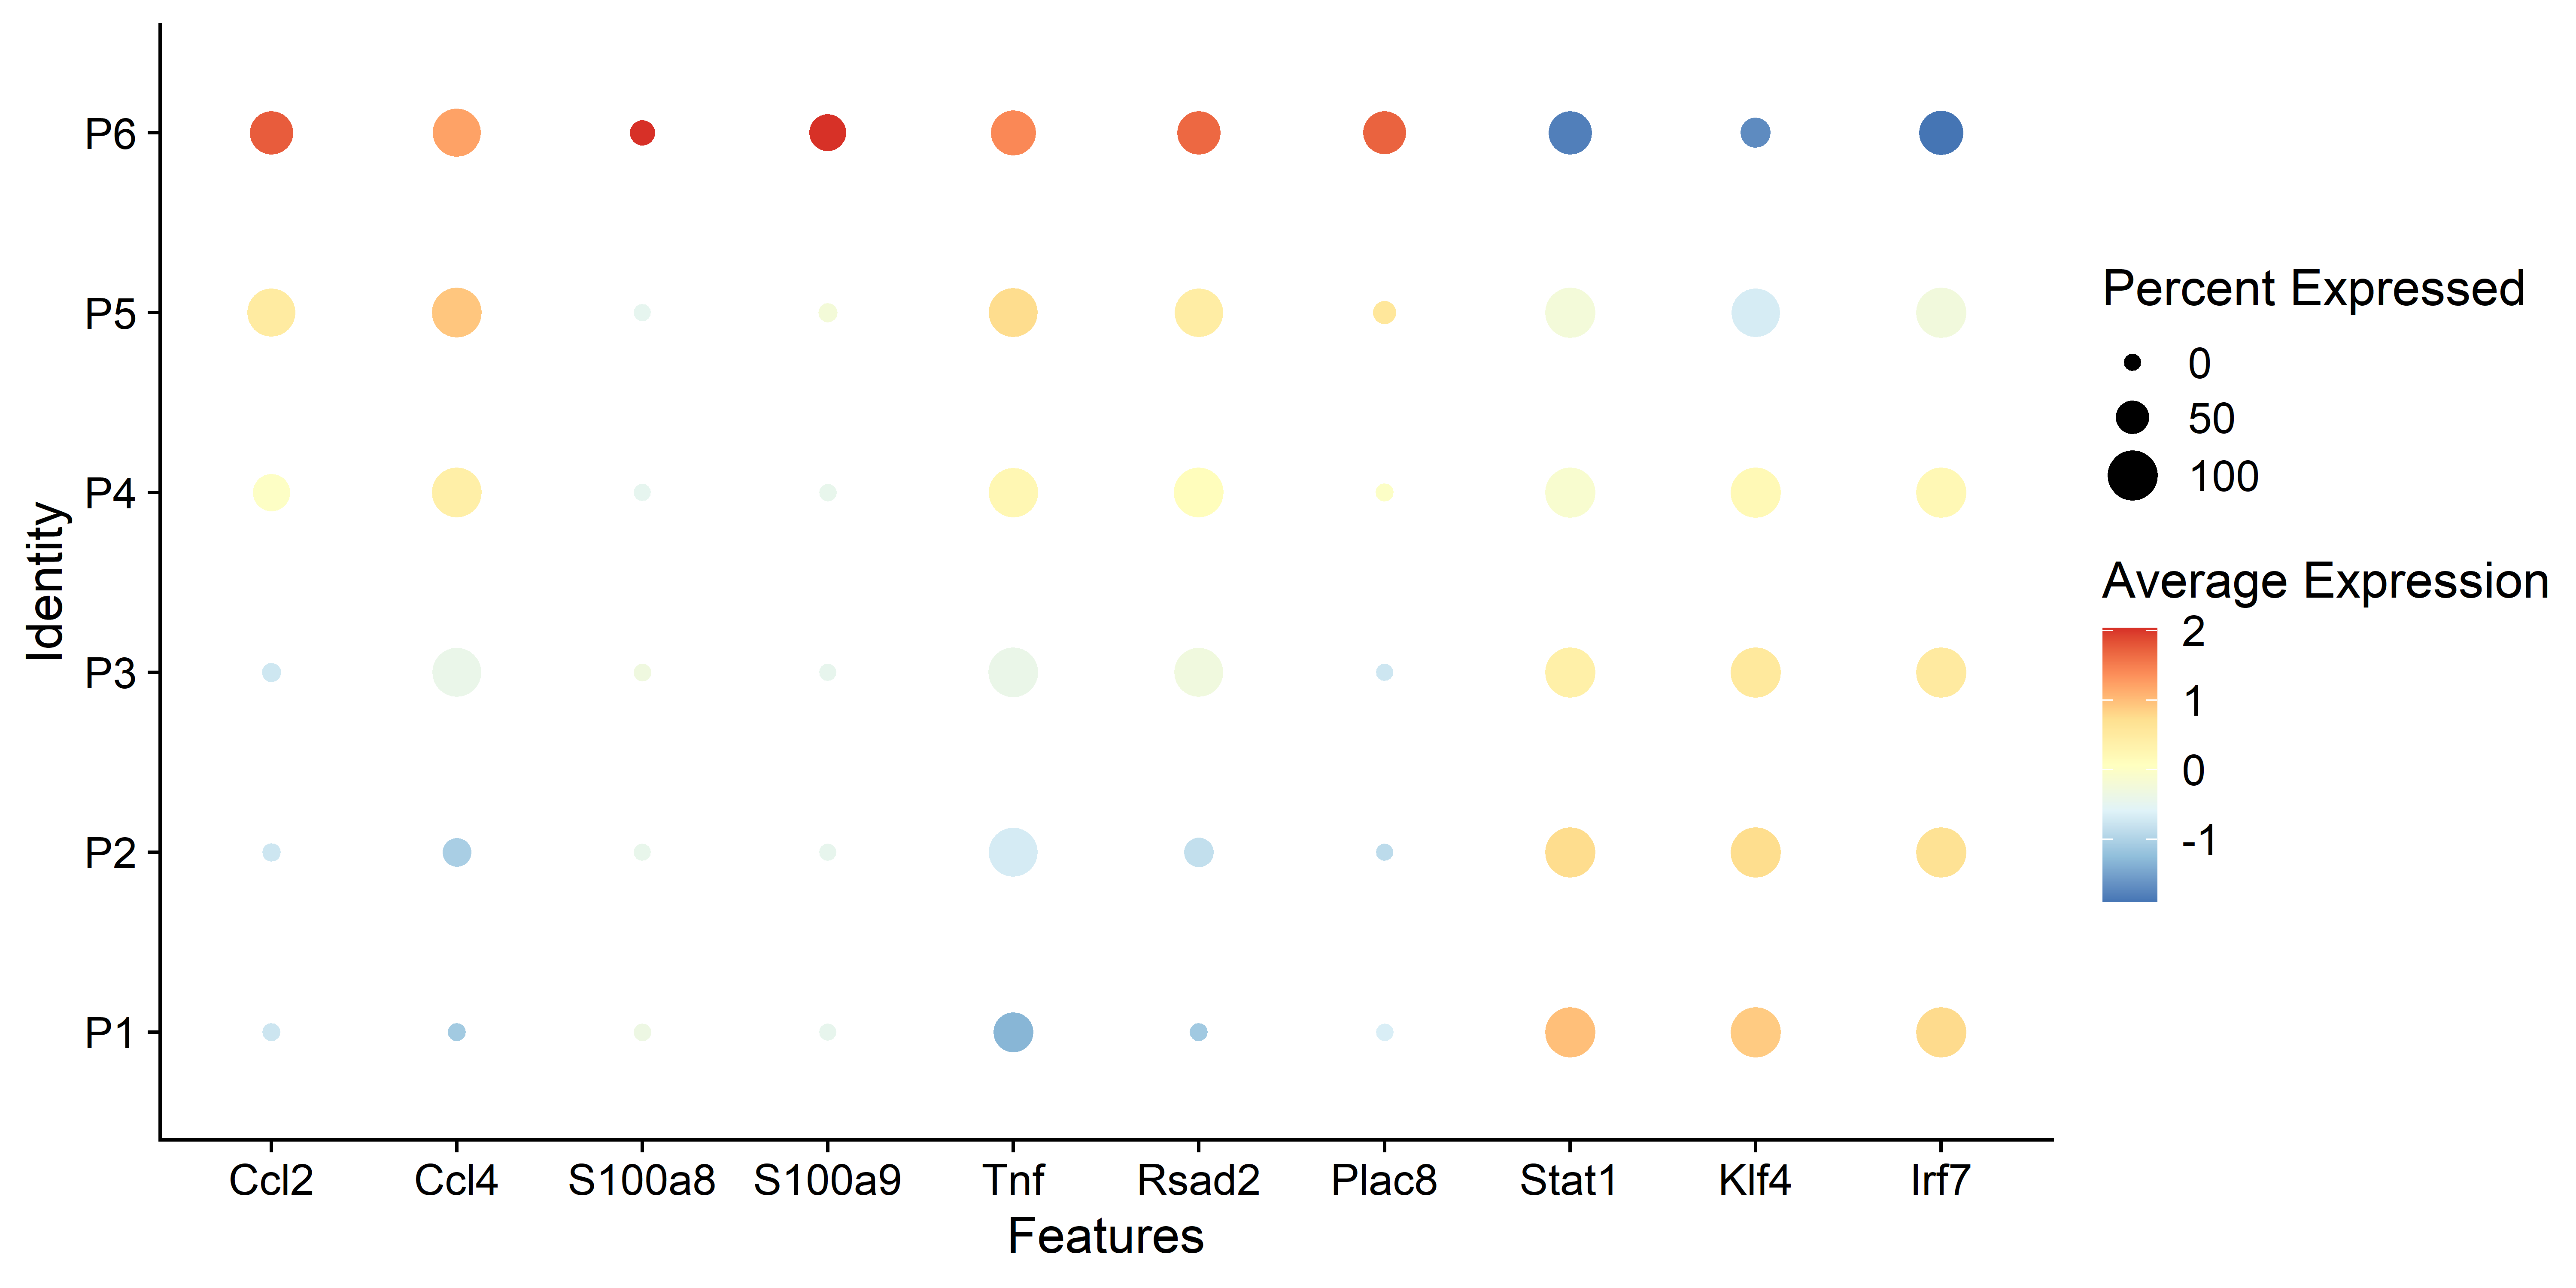 Identity
P6
P5
P4
P3
P2
P1
Ccl2 Ccl4 S100a8 S100a9 Tnf Rsad2 Plac8 Stat1 Klf4 Irf7
Features
Percent Expressed
0
50
100
Average Expression
2
1
0
-1